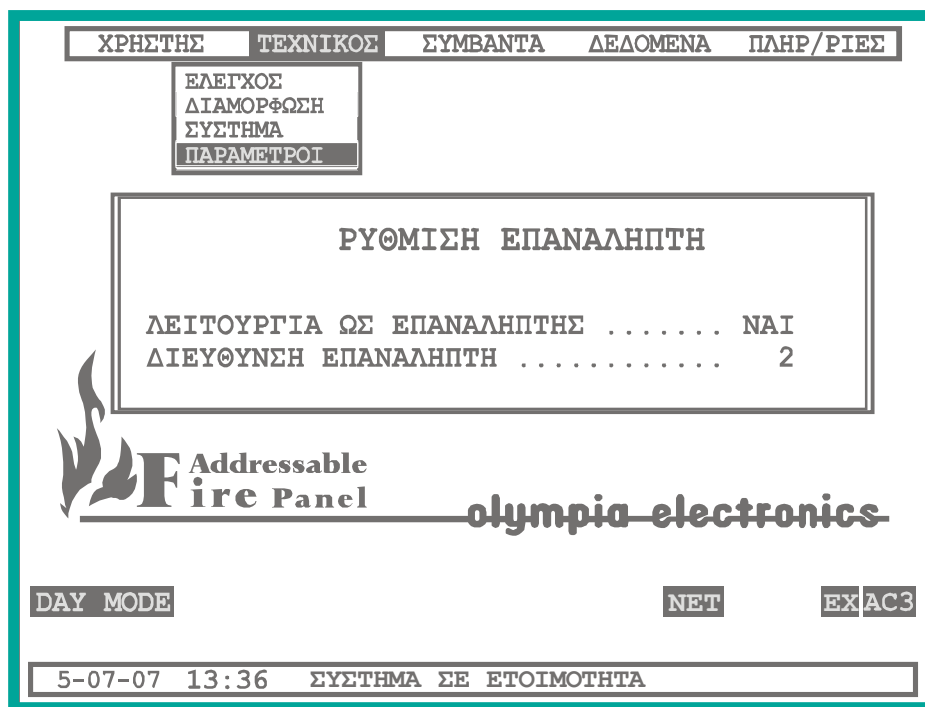 ΧΡΗΣΤΗΣ ΤΕΧΝΙΚΟΣ ΣΥΜΒΑΝΤΑ ΔΕΔΟΜΕΝΑ ΠΛΗΡ/ΡΙΕΣ
ΕΛΕΓΧΟΣ
ΔΙΑΜΟΡΦΩΣΗ
ΣΥΣΤΗΜΑ
ΠΑΡΑΜΕΤΡΟΙ
ΡΥΘΜΙΣΗ ΕΠΑΝΑΛΗΠΤΗ
ΛΕΙΤΟΥΡΓΙΑ ΩΣ ΕΠΑΝΑΛΗΠΤΗΣ ....... ΝΑΙ
ΔΙΕΥΘΥΝΣΗ ΕΠΑΝΑΛΗΠΤΗ ............ 2
Addressable
Fire Panel
olympia electronics
DAY MODE NET EX AC3
5-07-07 13:36 ΣΥΣΤΗΜΑ ΣΕ ΕΤΟΙΜΟΤΗΤΑ